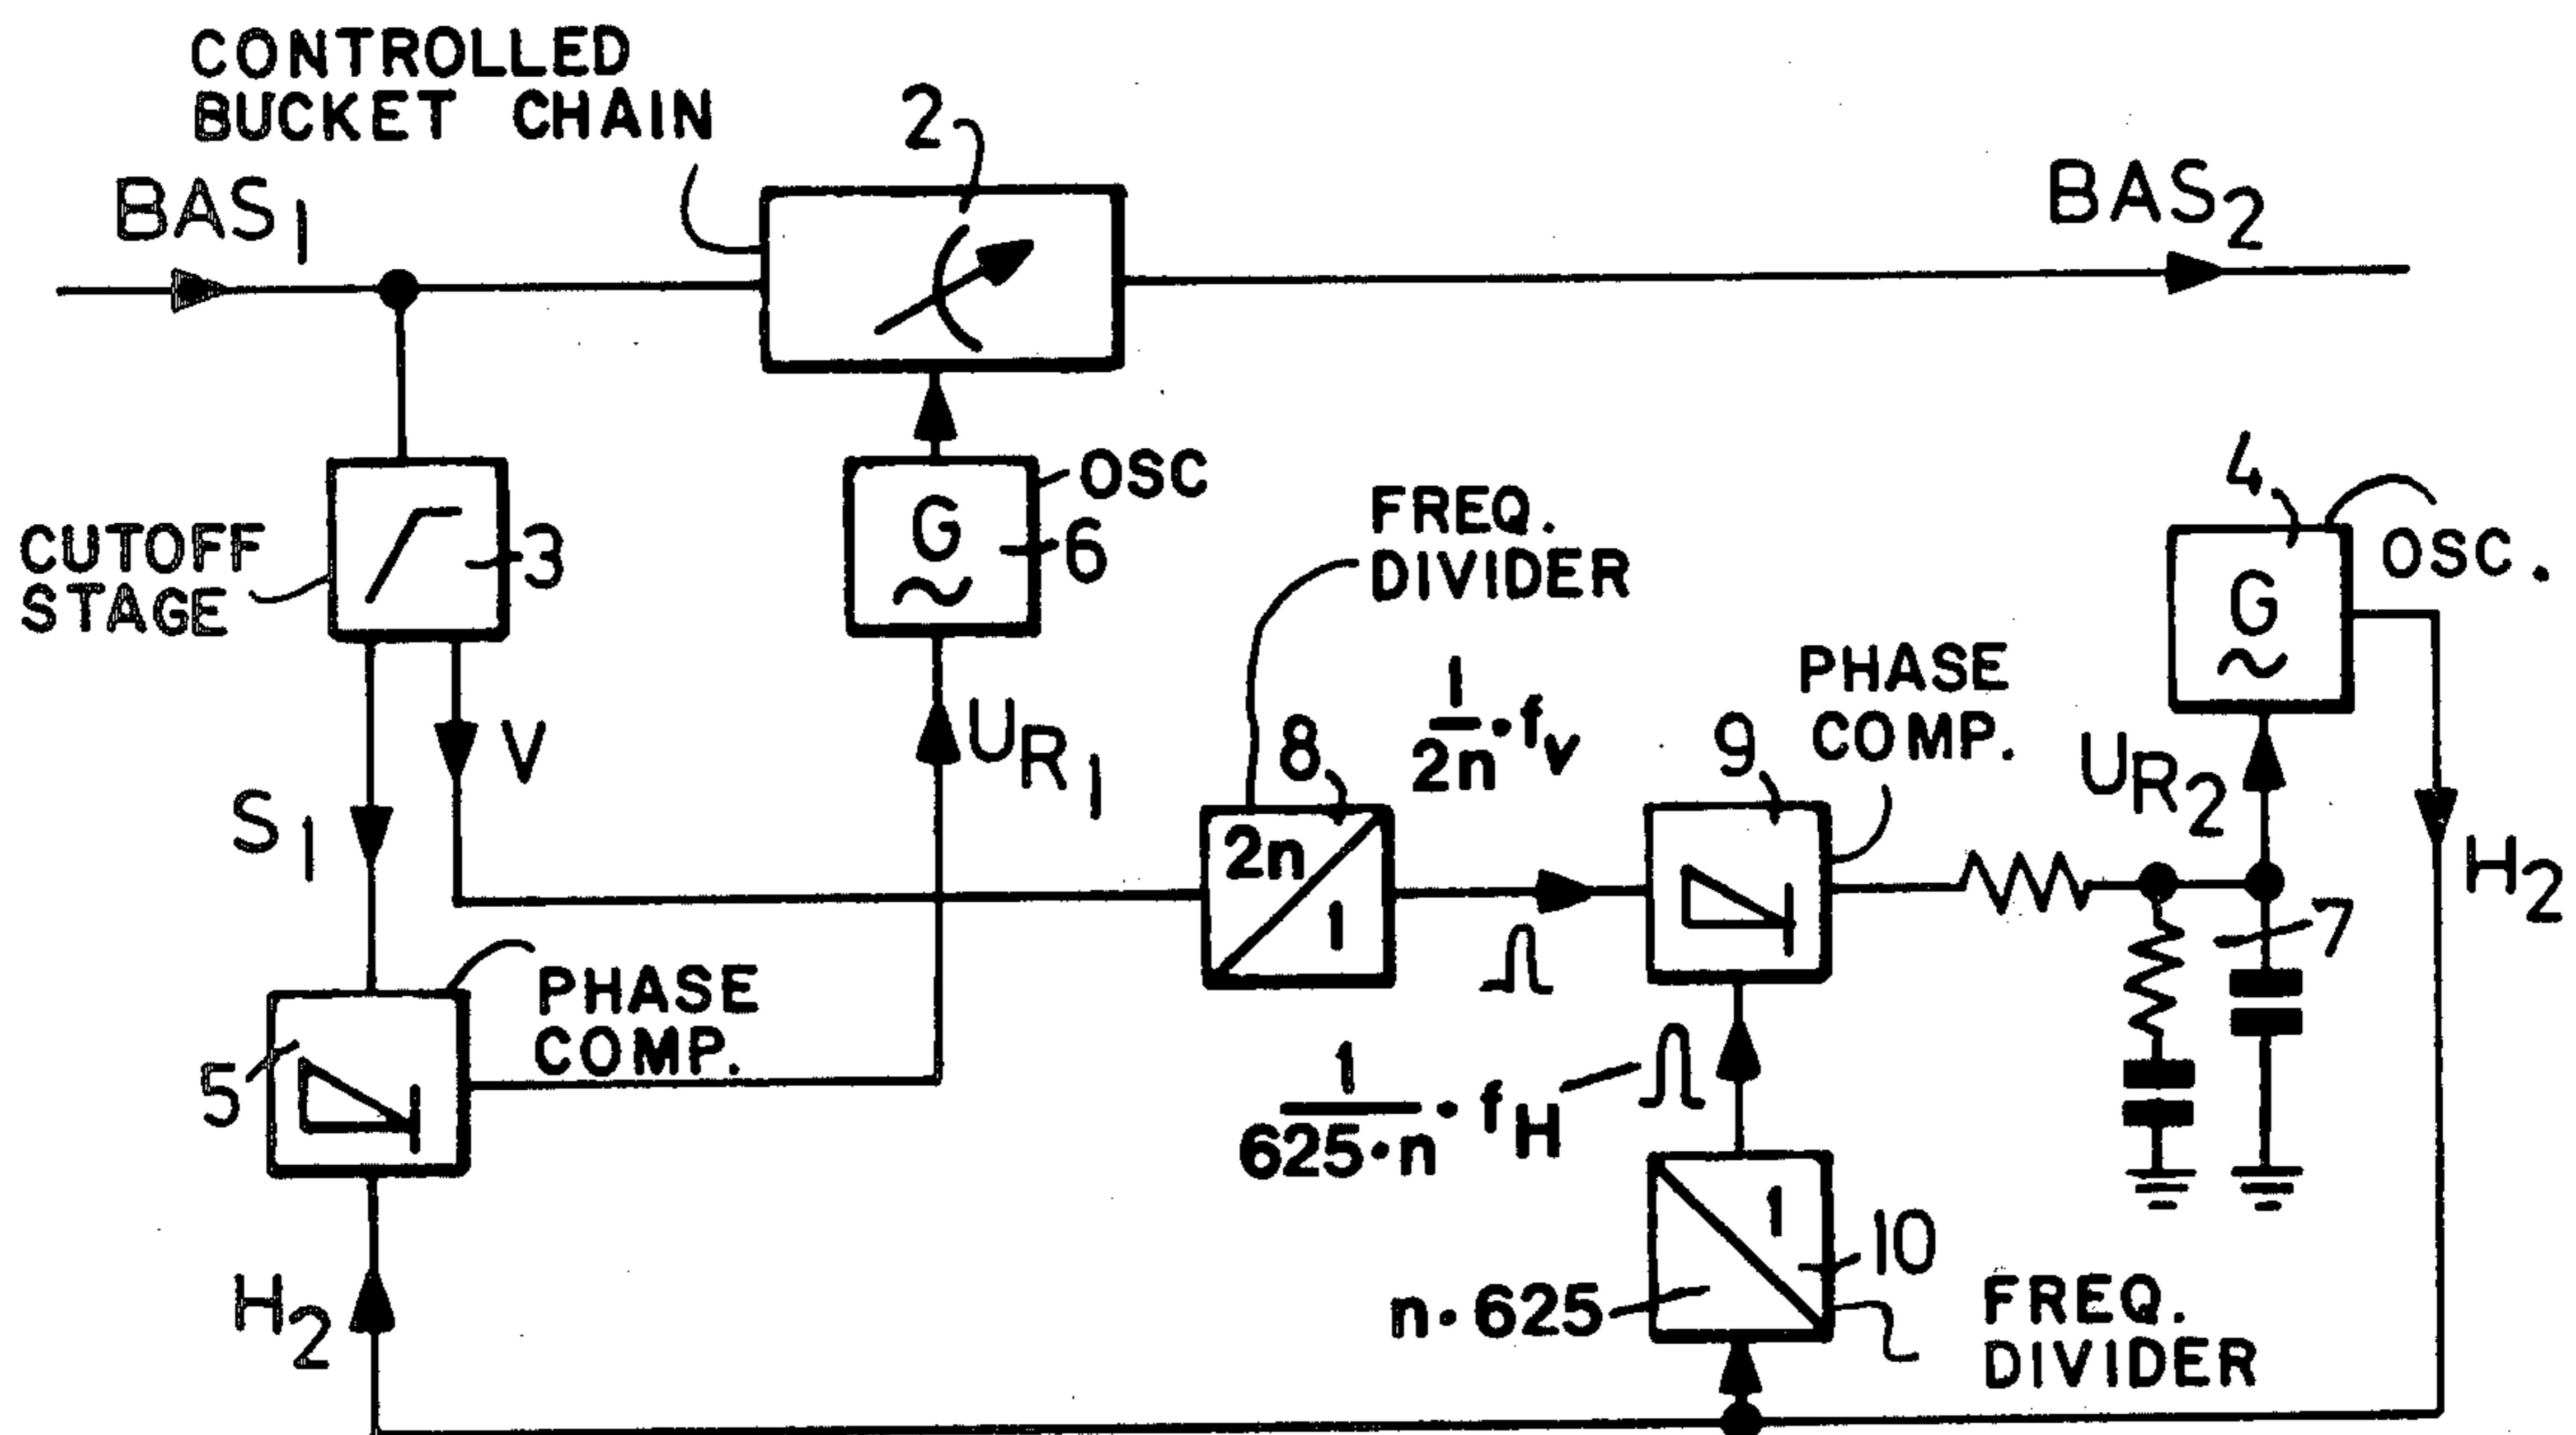 CONTROLLED
BUCKET CHAIN
2
BAS1
BAS2
CUTOFF
STAGE
3
G
~
OSC
6
FREQ.
DIVIDER
4
OSC.
G
~
S1
V
UR1
8
2n
1
1/2n · fv
9
PHASE
COMP.
UR2
7
H2
PHASE
COMP.
5
1/625·n · fH
H2
n·625
1
10
FREQ.
DIVIDER